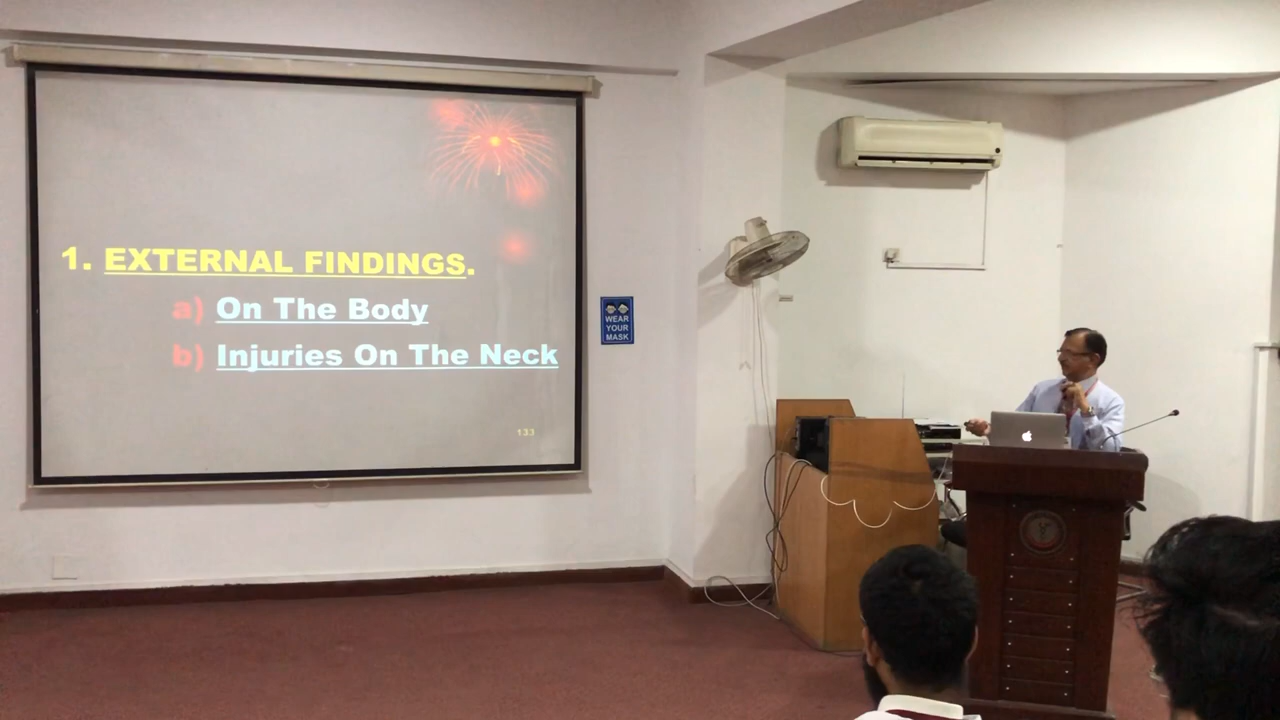 1. EXTERNAL FINDINGS.
a) On The Body
b) Injuries On The Neck
133
WEAR
YOUR
MASK